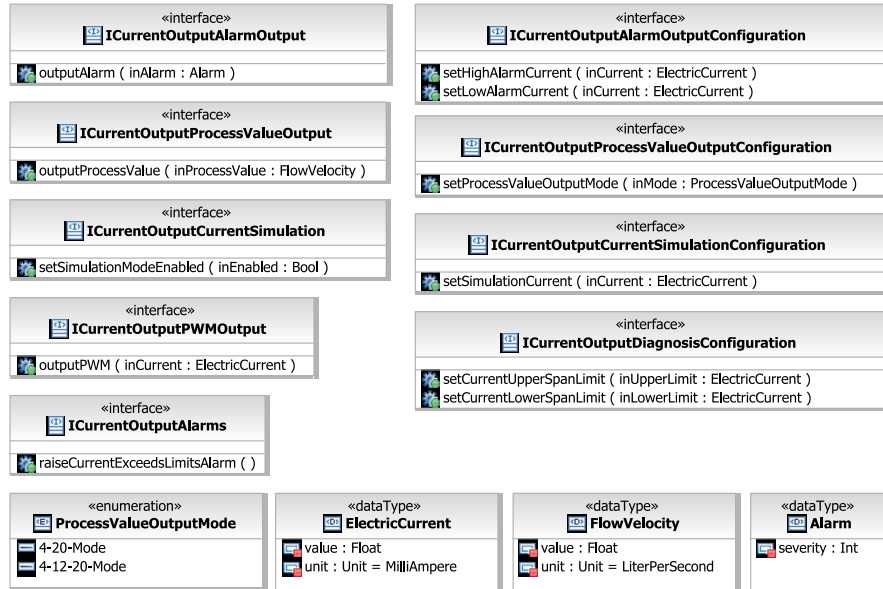 «interface»
ICurrentOutputAlarmOutput
outputAlarm ( inAlarm : Alarm )
«interface»
ICurrentOutputProcessValueOutput
outputProcessValue ( inProcessValue : FlowVelocity )
«interface»
ICurrentOutputCurrentSimulation
setSimulationModeEnabled ( inEnabled : Bool )
«interface»
ICurrentOutputPWMOutput
outputPWM ( inCurrent : ElectricCurrent )
«interface»
ICurrentOutputAlarms
raiseCurrentExceedsLimitsAlarm ( )
«interface»
ICurrentOutputAlarmOutputConfiguration
setHighAlarmCurrent ( inCurrent : ElectricCurrent )
setLowAlarmCurrent ( inCurrent : ElectricCurrent )
«interface»
ICurrentOutputProcessValueOutputConfiguration
setProcessValueOutputMode ( inMode : ProcessValueOutputMode )
«interface»
ICurrentOutputCurrentSimulationConfiguration
setSimulationCurrent ( inCurrent : ElectricCurrent )
«interface»
ICurrentOutputDiagnosisConfiguration
setCurrentUpperSpanLimit ( inUpperLimit : ElectricCurrent )
setCurrentLowerSpanLimit ( inLowerLimit : ElectricCurrent )
«enumeration»
ProcessValueOutputMode
4-20-Mode
4-12-20-Mode
«dataType»
ElectricCurrent
value : Float
unit : Unit = MilliAmpere
«dataType»
FlowVelocity
value : Float
unit : Unit = LiterPerSecond
«dataType»
Alarm
severity : Int